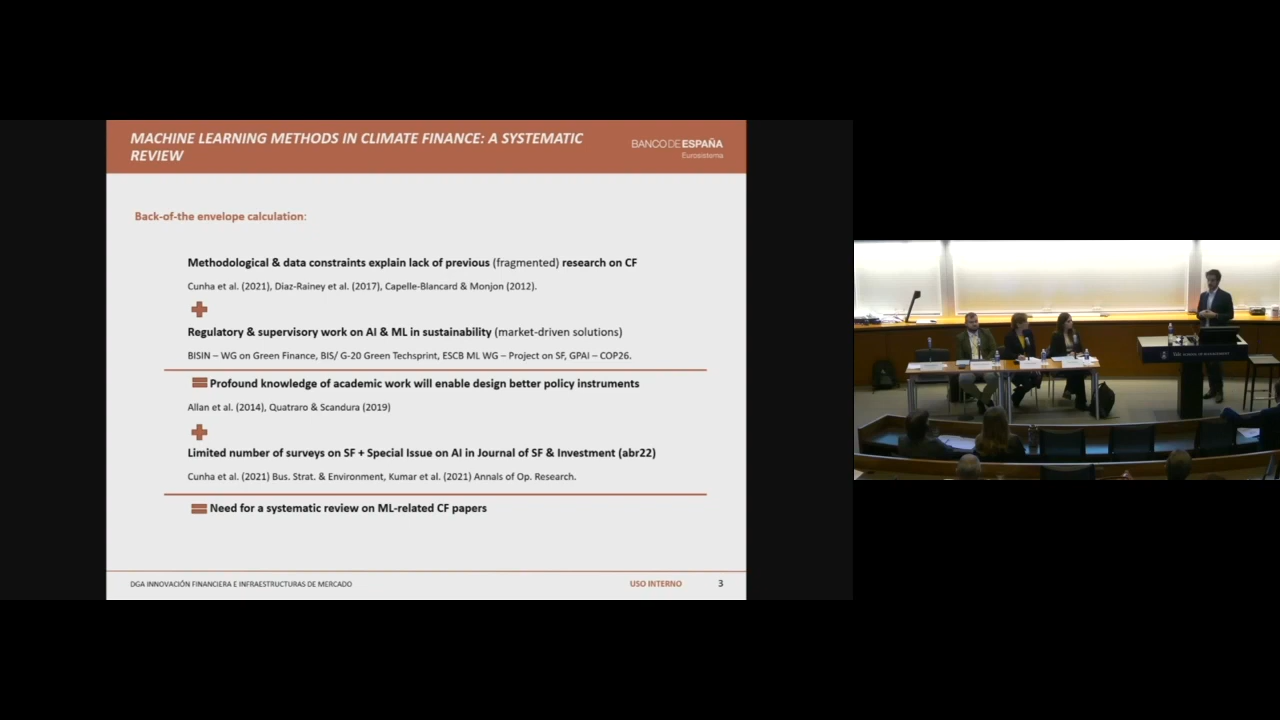 MACHINE LEARNING METHODS IN CLIMATE FINANCE: A SYSTEMATIC
REVIEW
BANCODEESPAÑA
Eurosistema
Back-of-the envelope calculation:
Methodological & data constraints explain lack of previous (fragmented) research on CF
Cunha et al. (2021), Diaz-Rainey et al. (2017), Capelle-Blancard & Monjon (2012).
Regulatory & supervisory work on AI & ML in sustainability (market-driven solutions)
BISIN – WG on Green Finance, BIS/ G-20 Green Techsprint, ESCB ML WG – Project on SF, GPAI – COP26.
Profound knowledge of academic work will enable design better policy instruments
Allan et al. (2014), Quatraro & Scandura (2019)
Limited number of surveys on SF + Special Issue on AI in Journal of SF & Investment (abr22)
Cunha et al. (2021) Bus. Strat. & Environment, Kumar et al. (2021) Annals of Op. Research.
Need for a systematic review on ML-related CF papers
DGA INNOVACIÓN FINANCIERA E INFRAESTRUCTURAS DE MERCADO
USO INTERNO
3
Yale SCHOOL OF MANAGEMENT